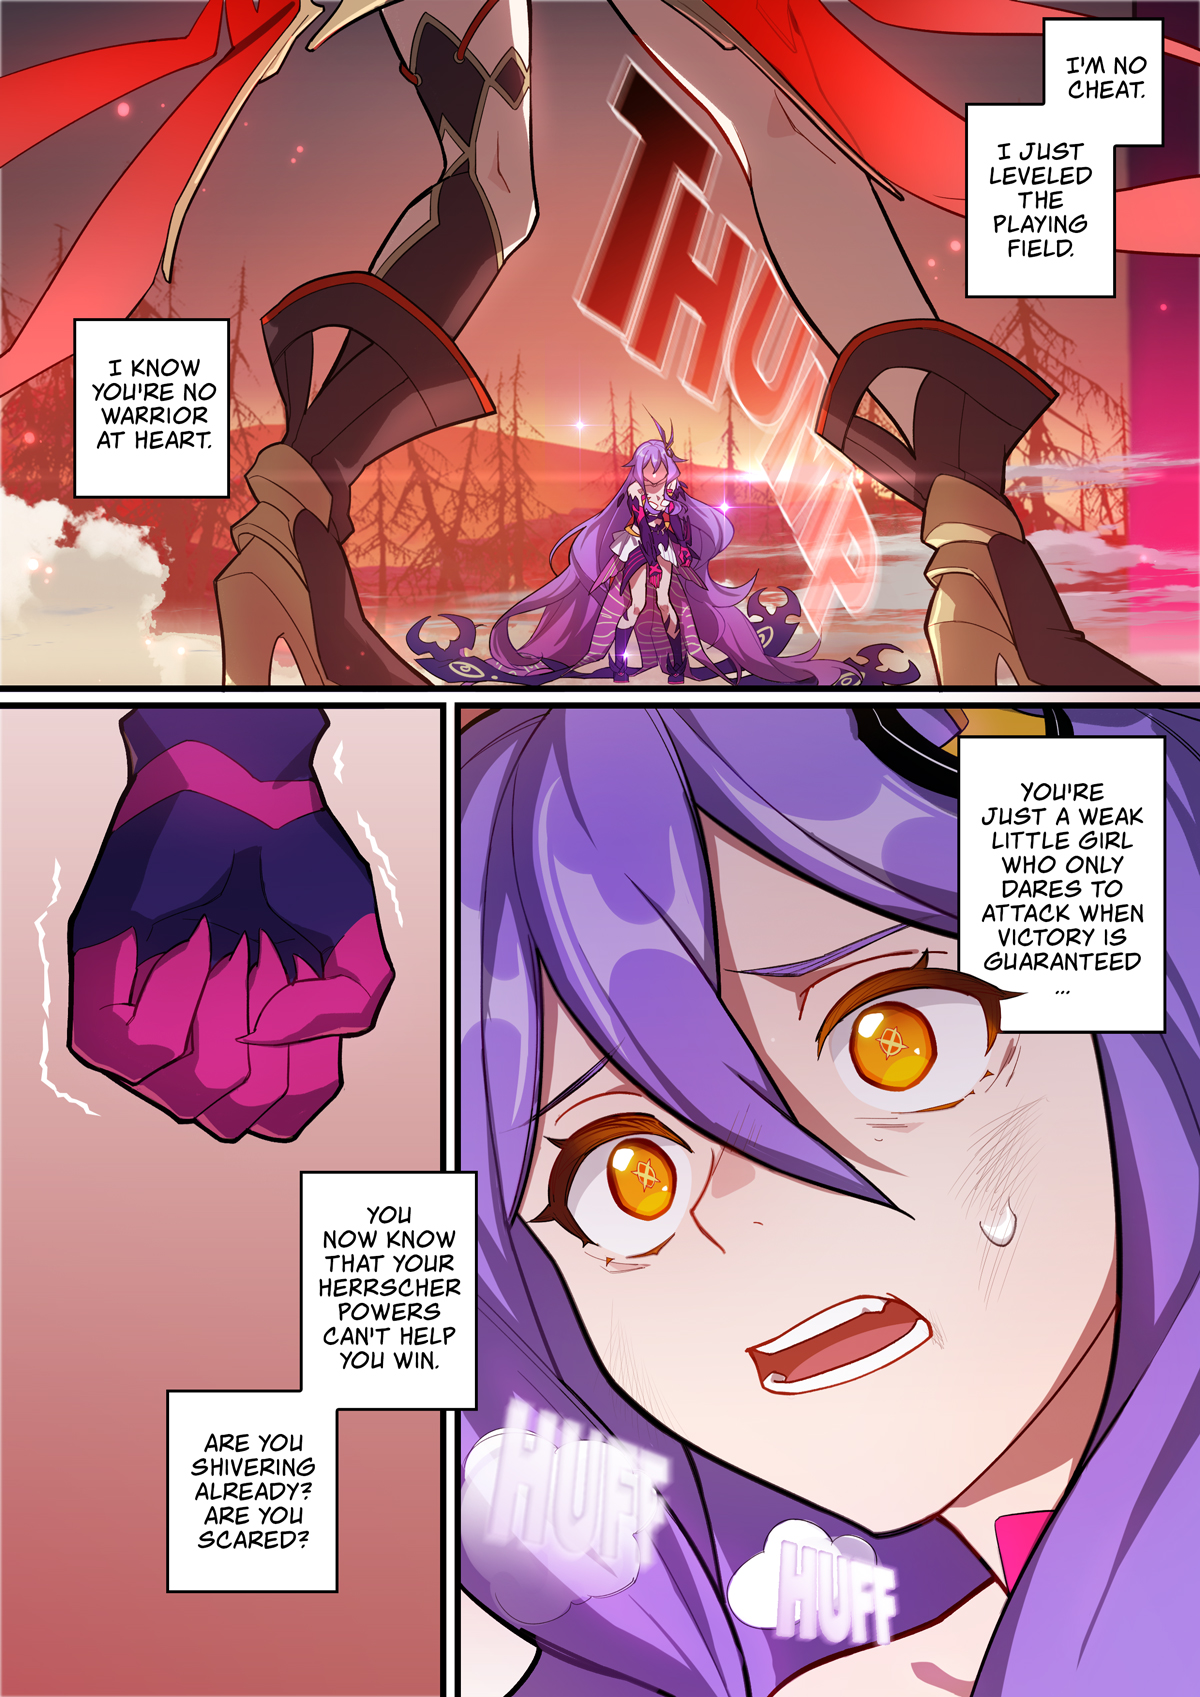 I'M NO
CHEAT.
I JUST
LEVELED
THE
PLAYING
FIELD.
THUMP
I KNOW
YOU'RE NO
WARRIOR
AT HEART.
YOU'RE
JUST A WEAK
LITTLE GIRL
WHO ONLY
DARES TO
ATTACK WHEN
VICTORY IS
GUARANTEED
...
YOU
NOW KNOW
THAT YOUR
HERRSCHER
POWERS
CAN'T HELP
YOU WIN.
ARE YOU
SHIVERING
ALREADY?
ARE YOU
SCARED?
HUFF
HUFF